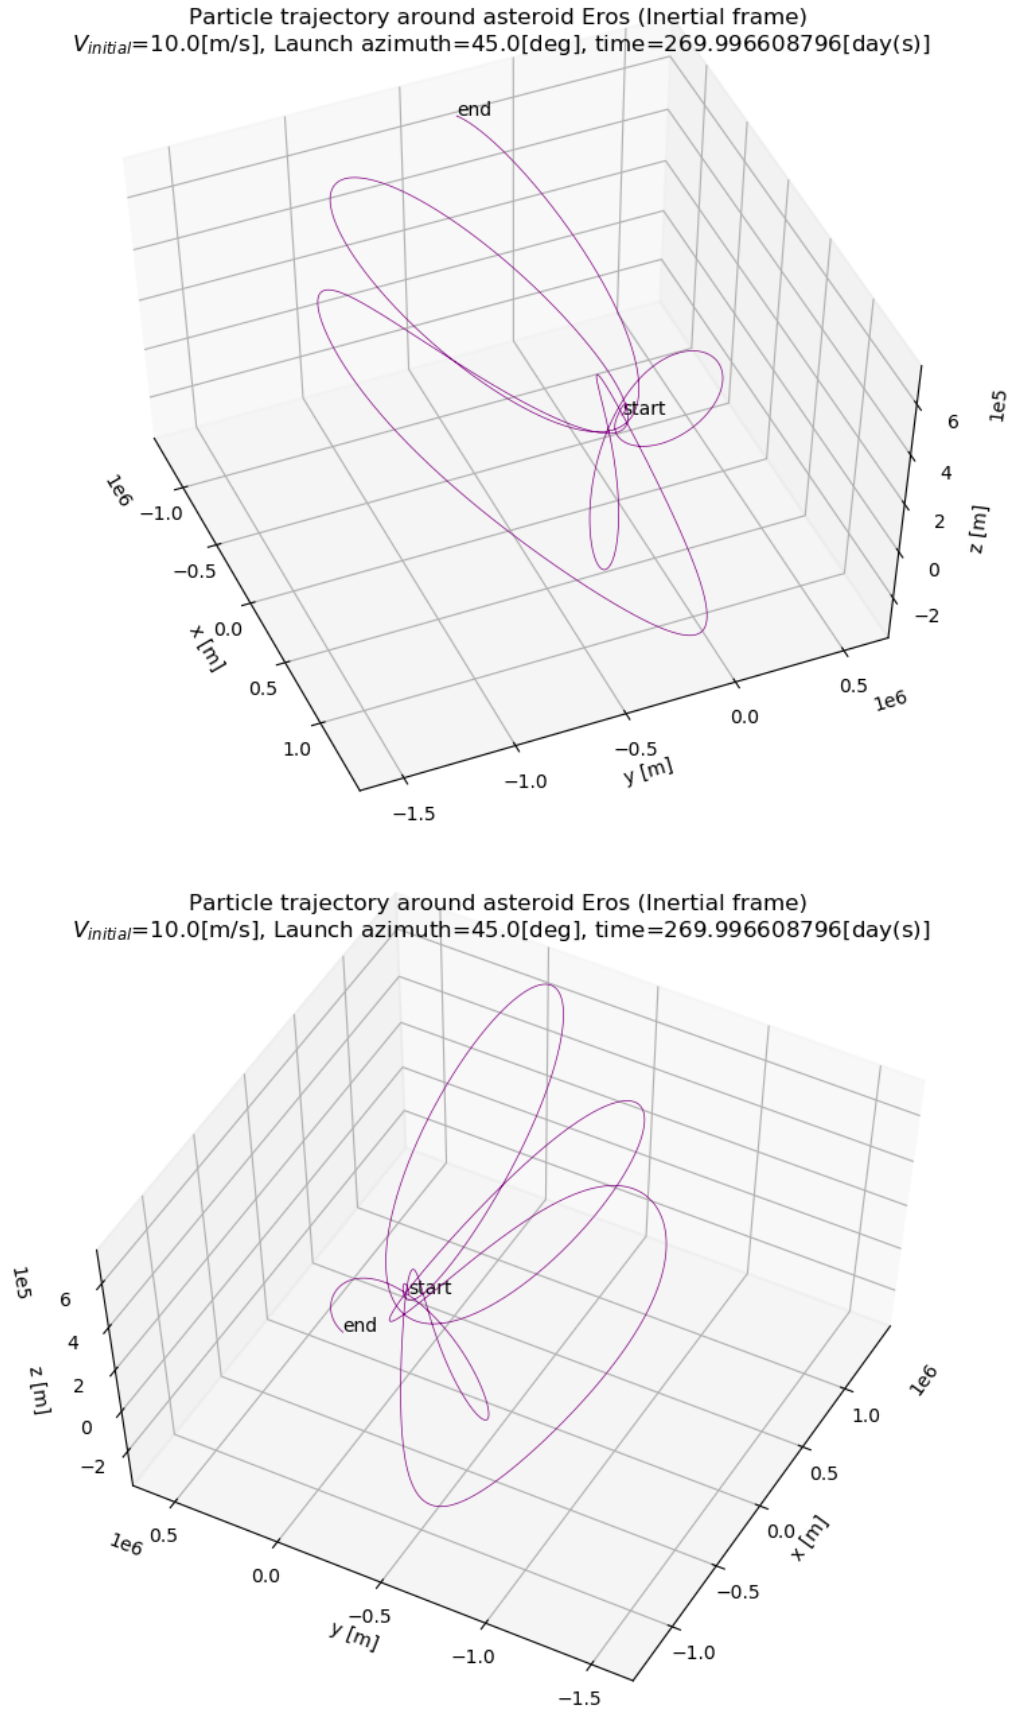 Particle trajectory around asteroid Eros (Inertial frame)
V_initial=10.0[m/s], Launch azimuth=45.0[deg], time=269.996608796[day(s)]
end
start
1e5
6
4
2
0
−2
z [m]
1e6
−1.0
−0.5
0.0
0.5
1.0
x [m]
−1.5
−1.0
−0.5
0.0
0.5
1e6
y [m]
Particle trajectory around asteroid Eros (Inertial frame)
V_initial=10.0[m/s], Launch azimuth=45.0[deg], time=269.996608796[day(s)]
start
end
1e5
6
4
2
0
−2
z [m]
1e6
0.5
0.0
−0.5
−1.0
−1.5
y [m]
1e6
1.0
0.5
0.0
−0.5
−1.0
x [m]